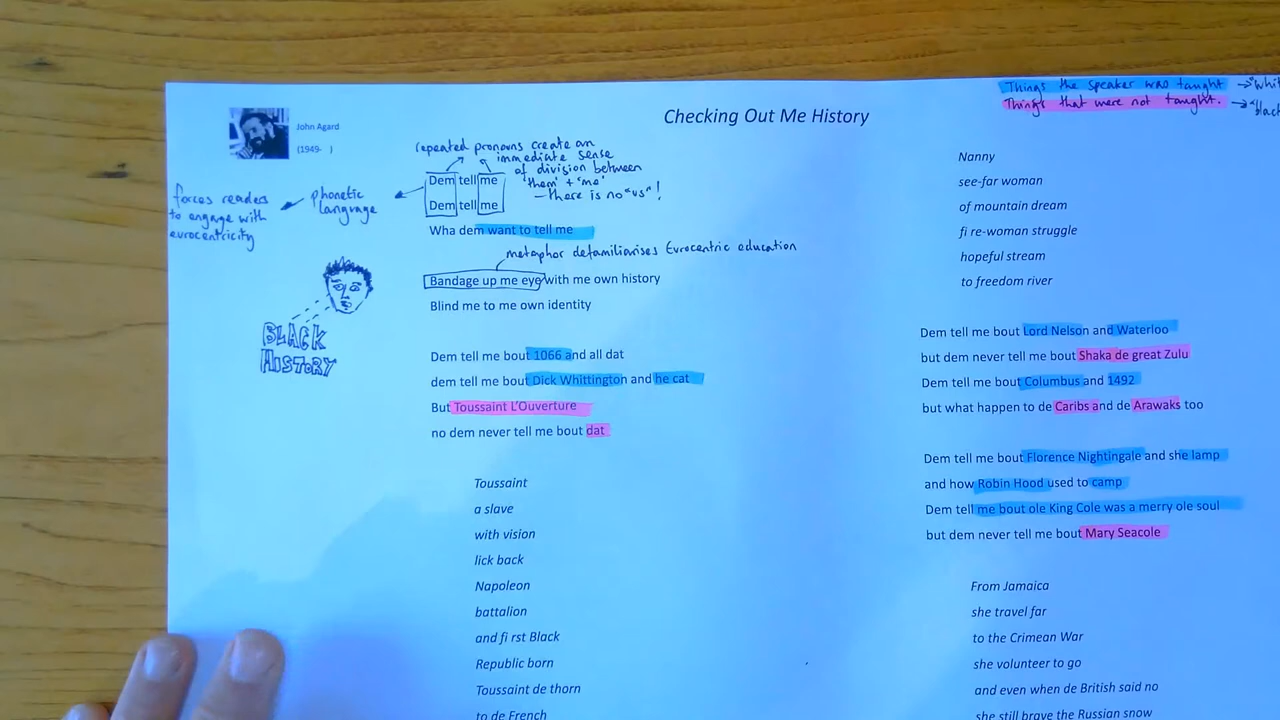 Things the speaker was taught →
Things that were not taught. →
Checking Out Me History
John Agard
(1949- )
repeated pronouns create an
immediate sense
of division between
'them' + 'me'
– there is no "us"!
forces readers
to engage with
eurocentricity
phonetic
language
Dem tell me
Dem tell me
Wha dem want to tell me
metaphor defamiliarises Eurocentric education
Bandage up me eye with me own history
Blind me to me own identity
BLACK
HISTORY
Dem tell me bout 1066 and all dat
dem tell me bout Dick Whittington and he cat
But Toussaint L'Ouverture
no dem never tell me bout dat
Toussaint
a slave
with vision
lick back
Napoleon
battalion
and fi rst Black
Republic born
Toussaint de thorn
to de French
Nanny
see-far woman
of mountain dream
fi re-woman struggle
hopeful stream
to freedom river
Dem tell me bout Lord Nelson and Waterloo
but dem never tell me bout Shaka de great Zulu
Dem tell me bout Columbus and 1492
but what happen to de Caribs and de Arawaks too
Dem tell me bout Florence Nightingale and she lamp
and how Robin Hood used to camp
Dem tell me bout ole King Cole was a merry ole soul
but dem never tell me bout Mary Seacole
From Jamaica
she travel far
to the Crimean War
she volunteer to go
and even when de British said no
she still brave the Russian snow